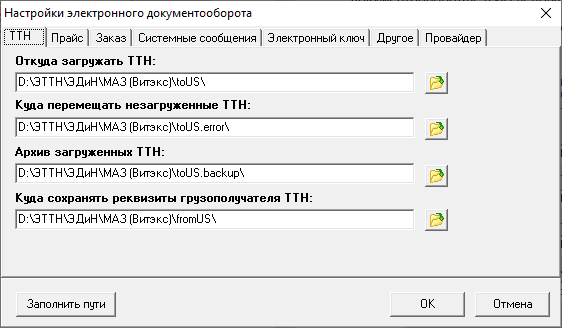 Настройки электронного документооборота
ТТН Прайс Заказ Системные сообщения Электронный ключ Другое Провайдер
Откуда загружать ТТН:
D:\ЭТТН\ЭДиН\МАЗ (Витэкс)\toUS\
Куда перемещать незагруженные ТТН:
D:\ЭТТН\ЭДиН\МАЗ (Витэкс)\toUS.error\
Архив загруженных ТТН:
D:\ЭТТН\ЭДиН\МАЗ (Витэкс)\toUS.backup\
Куда сохранять реквизиты грузополучателя ТТН:
D:\ЭТТН\ЭДиН\МАЗ (Витэкс)\fromUS\
Заполнить пути OK Отмена